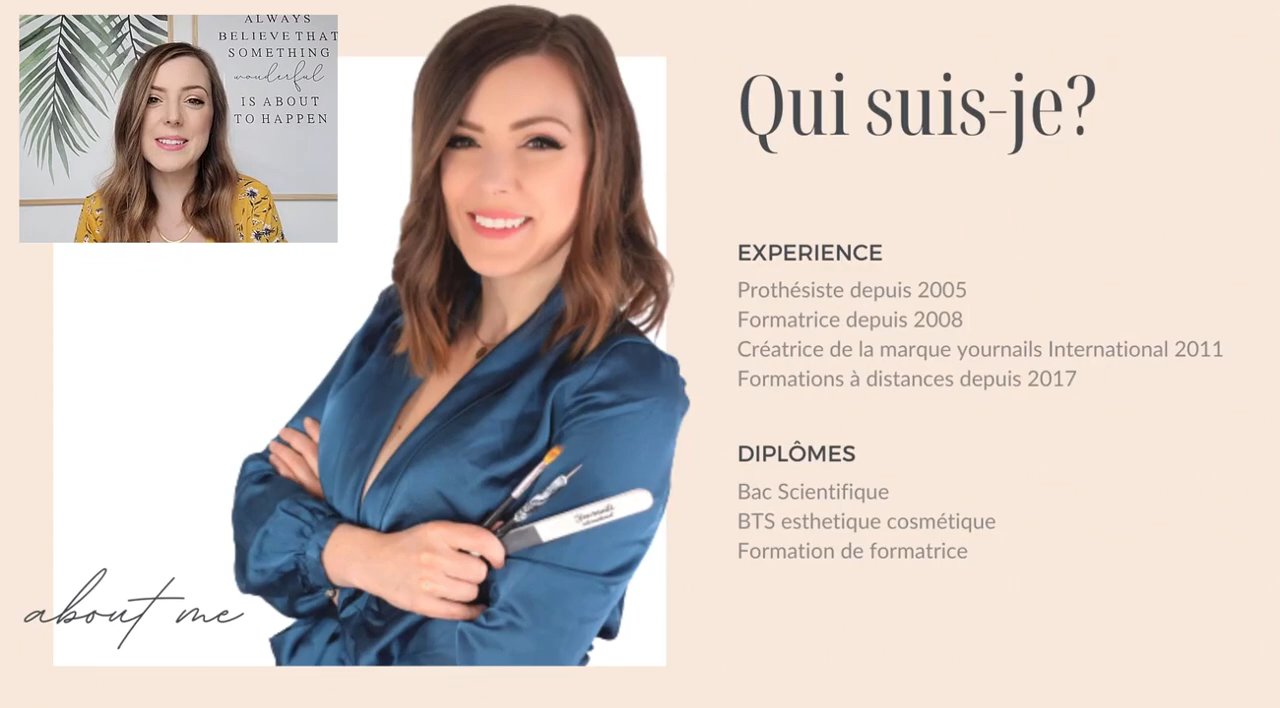 ALWAYS
BELIEVE THAT
SOMETHING
wonderful
IS ABOUT
TO HAPPEN
Qui suis-je?
EXPERIENCE
Prothésiste depuis 2005
Formatrice depuis 2008
Créatrice de la marque yournails International 2011
Formations à distances depuis 2017
DIPLÔMES
Bac Scientifique
BTS esthetique cosmétique
Formation de formatrice
about me